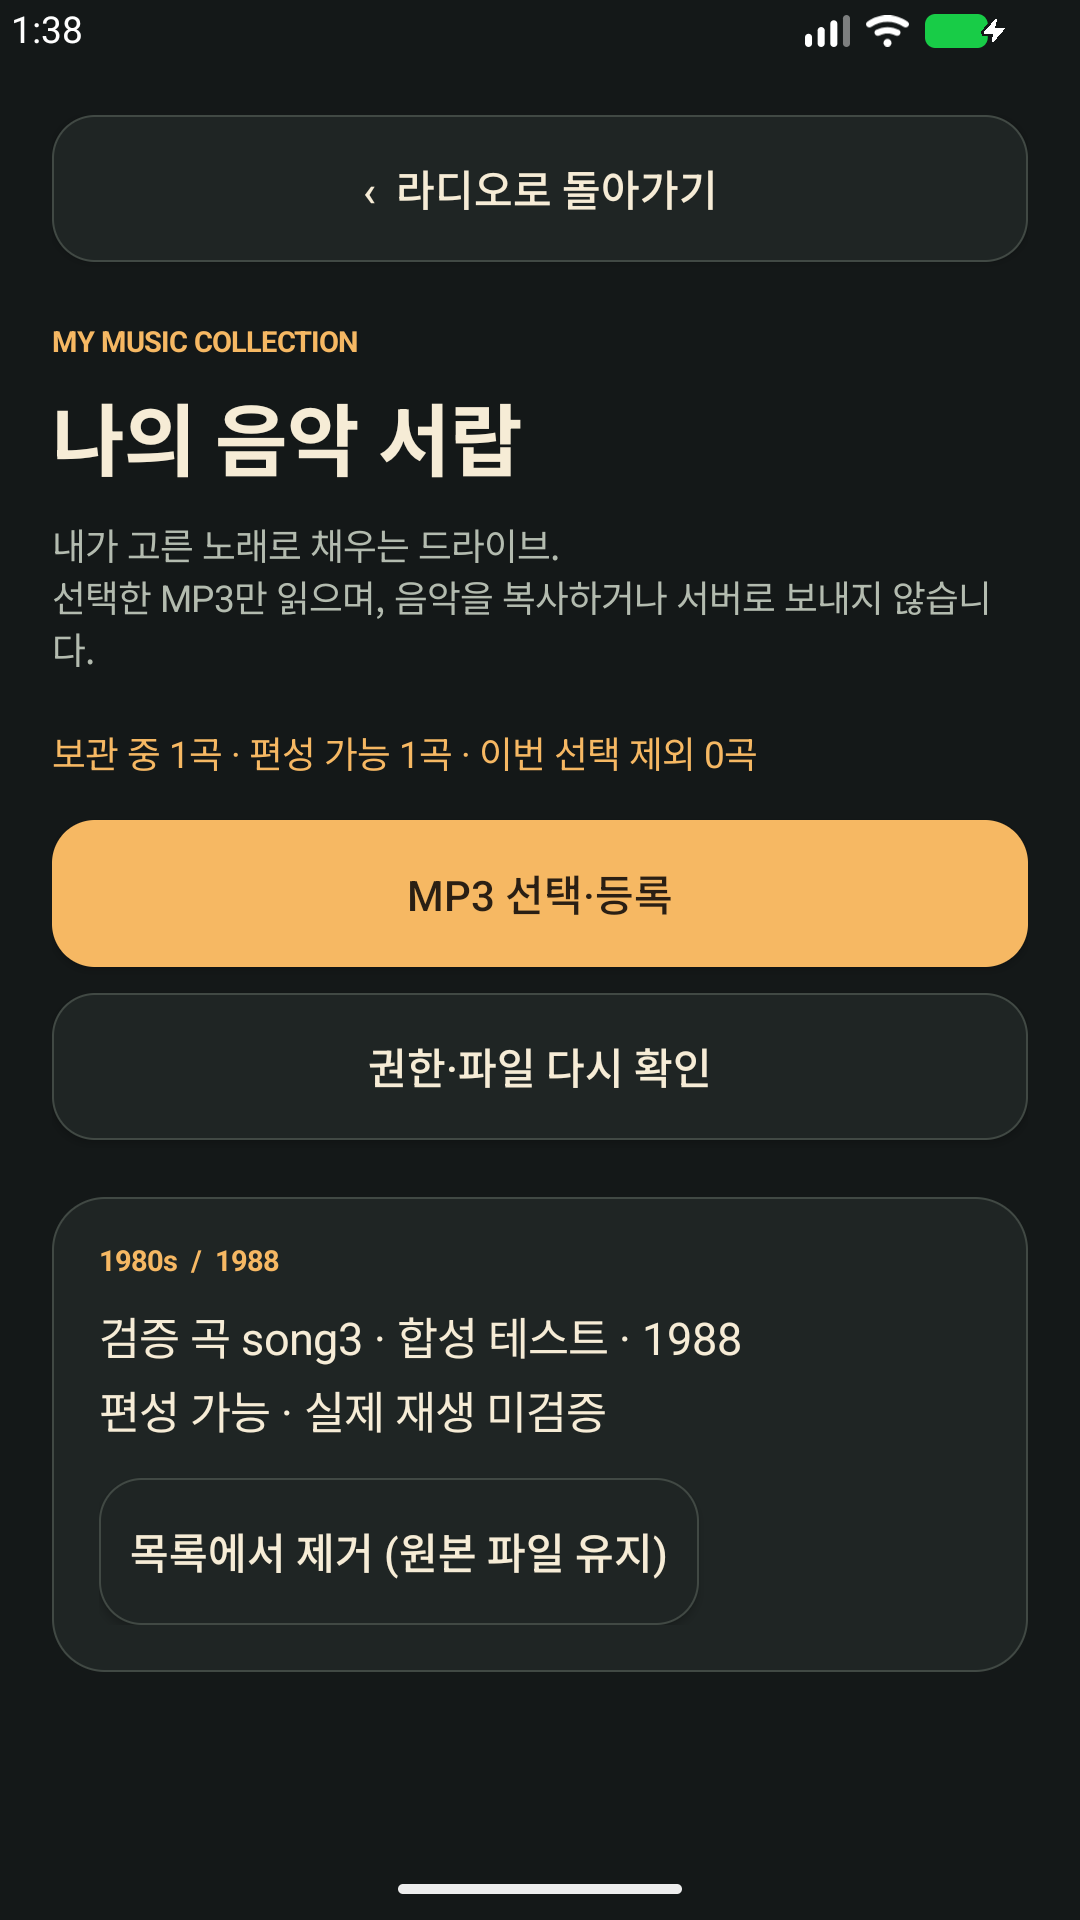 1:38
‹ 라디오로 돌아가기
MY MUSIC COLLECTION
나의 음악 서랍
내가 고른 노래로 채우는 드라이브.
선택한 MP3만 읽으며, 음악을 복사하거나 서버로 보내지 않습니
다.
보관 중 1곡 · 편성 가능 1곡 · 이번 선택 제외 0곡
MP3 선택·등록
권한·파일 다시 확인
1980s / 1988
검증 곡 song3 · 합성 테스트 · 1988
편성 가능 · 실제 재생 미검증
목록에서 제거 (원본 파일 유지)